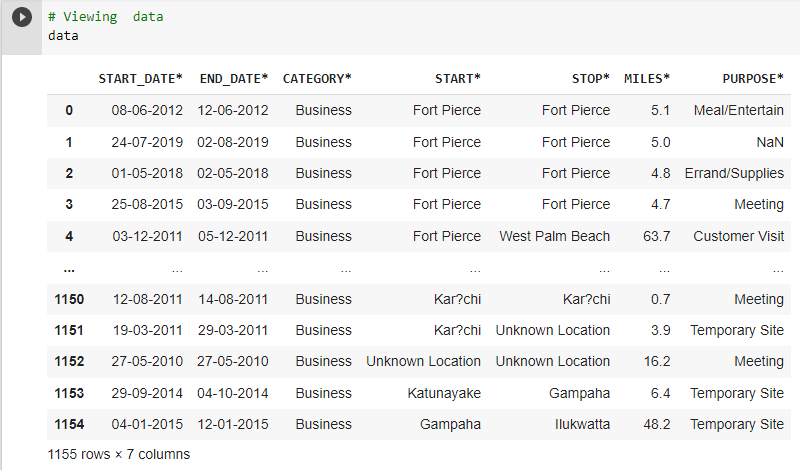 # Viewing  data
data
START_DATE* END_DATE* CATEGORY* START* STOP* MILES* PURPOSE*
0 08-06-2012 12-06-2012 Business Fort Pierce Fort Pierce 5.1 Meal/Entertain
1 24-07-2019 02-08-2019 Business Fort Pierce Fort Pierce 5.0 NaN
2 01-05-2018 02-05-2018 Business Fort Pierce Fort Pierce 4.8 Errand/Supplies
3 25-08-2015 03-09-2015 Business Fort Pierce Fort Pierce 4.7 Meeting
4 03-12-2011 05-12-2011 Business Fort Pierce West Palm Beach 63.7 Customer Visit
... ... ... ... ... ... ... ...
1150 12-08-2011 14-08-2011 Business Kar?chi Kar?chi 0.7 Meeting
1151 19-03-2011 29-03-2011 Business Kar?chi Unknown Location 3.9 Temporary Site
1152 27-05-2010 27-05-2010 Business Unknown Location Unknown Location 16.2 Meeting
1153 29-09-2014 04-10-2014 Business Katunayake Gampaha 6.4 Temporary Site
1154 04-01-2015 12-01-2015 Business Gampaha Ilukwatta 48.2 Temporary Site
1155 rows × 7 columns